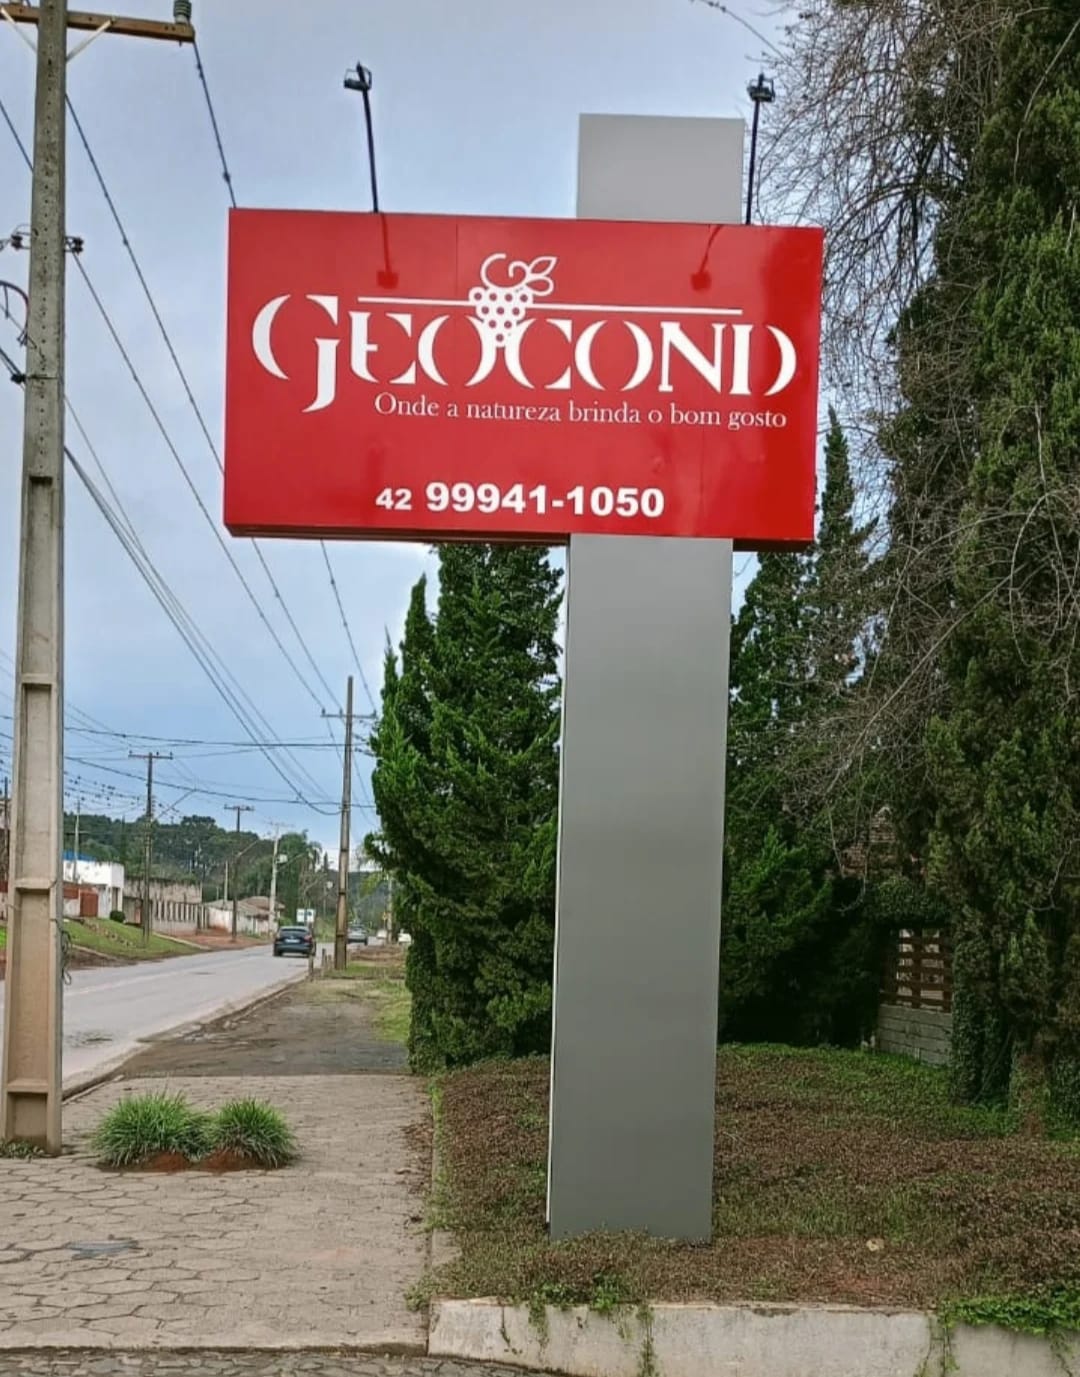 GEOCOND
Onde a natureza brinda o bom gosto
42 99941-1050